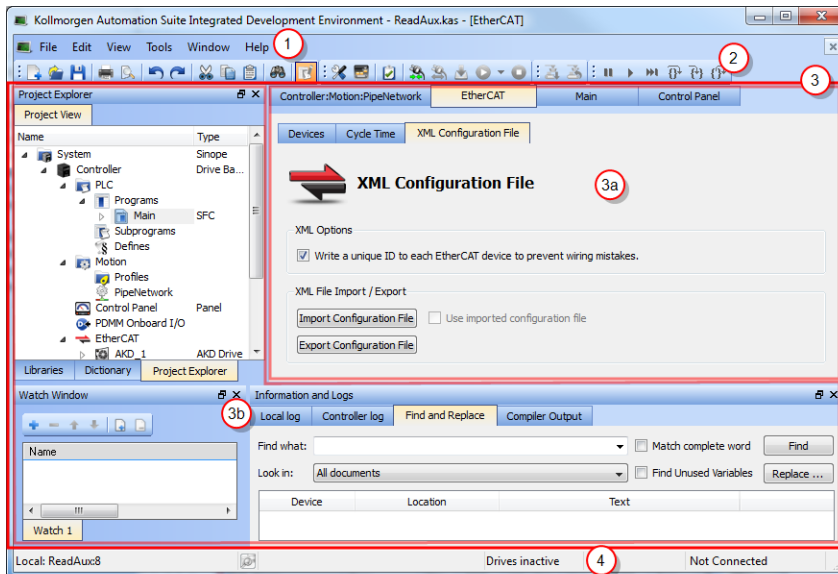 Kollmorgen Automation Suite Integrated Development Environment - ReadAux.kas - [EtherCAT]
File Edit View Tools Window Help
1
2
3
Project Explorer
Project View
Name Type
System Sinope
Controller Drive Ba...
PLC
Programs
Main SFC
Subprograms
Defines
Motion
Profiles
PipeNetwork
Control Panel Panel
PDMM Onboard I/O
EtherCAT
AKD_1 AKD Drive
Libraries Dictionary Project Explorer
Controller:Motion:PipeNetwork EtherCAT Main Control Panel
Devices Cycle Time XML Configuration File
XML Configuration File
3a
XML Options
Write a unique ID to each EtherCAT device to prevent wiring mistakes.
XML File Import / Export
Import Configuration File Use imported configuration file
Export Configuration File
Watch Window
3b
Name
Watch 1
Information and Logs
Local log Controller log Find and Replace Compiler Output
Find what: Match complete word Find
Look in: All documents Find Unused Variables Replace ...
Device Location Text
Local: ReadAux:8 Drives inactive 4 Not Connected